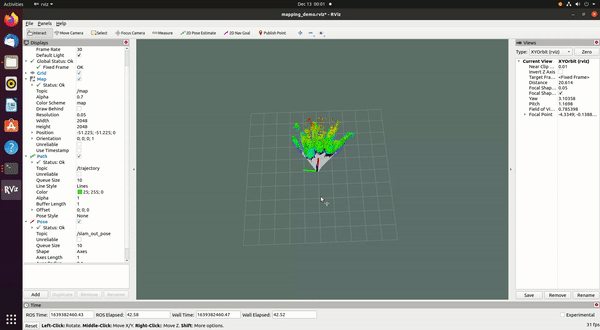 rviz
Dec 13 00:01
mapping_demo.rviz* - RViz
File Panels Help
Interact Move Camera Select Focus Camera Measure 2D Pose Estimate 2D Nav Goal Publish Point
Displays
Frame Rate 30
Default Light
Global Status: Ok
Fixed Frame OK
Grid
Map
Status: Ok
Topic /map
Alpha 0.7
Color Scheme map
Draw Behind
Resolution 0.05
Width 2048
Height 2048
Position -51.225; -51.225; 0
Orientation 0; 0; 0; 1
Unreliable
Use Timestamp
Path
Status: Ok
Topic /trajectory
Unreliable
Queue Size 10
Line Style Lines
Color 25; 255; 0
Alpha 1
Buffer Length 1
Offset 0; 0; 0
Pose Style None
Pose
Status: Ok
Topic /slam_out_pose
Unreliable
Queue Size 10
Shape Axes
Axes Length 1
Add Duplicate Remove Rename
Views
Type: XYOrbit (rviz) Zero
Current View XYOrbit (rviz)
Near Clip ... 0.01
Invert Z Axis
Target Fra... <Fixed Frame>
Distance 20.614
Focal Shap... 0.05
Focal Shap...
Yaw 3.10358
Pitch 1.1698
Field of Vi... 0.785398
Focal Point -4.3349; -0.1388...
Save Remove Rename
Time
ROS Time: 1639382460.43 ROS Elapsed: 42.58 Wall Time: 1639382460.47 Wall Elapsed: 42.52 Experimental
Reset Left-Click: Rotate. Middle-Click: Move X/Y. Right-Click: Move Z. Shift: More options. 31 fps
RViz